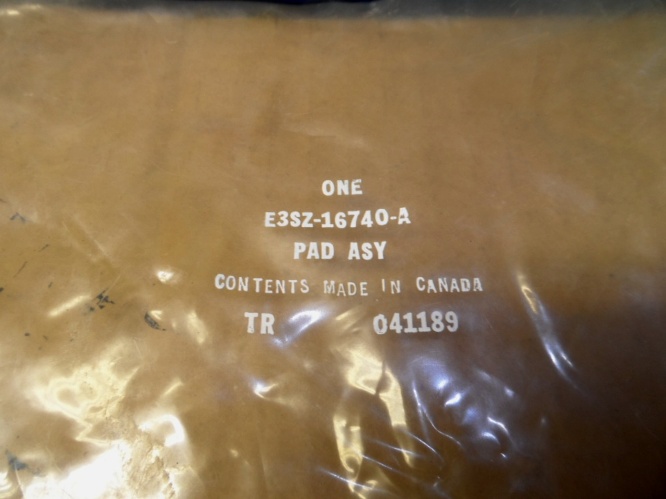 ONE
E3SZ-16740-A
PAD ASY
CONTENTS MADE IN CANADA
TR 041189